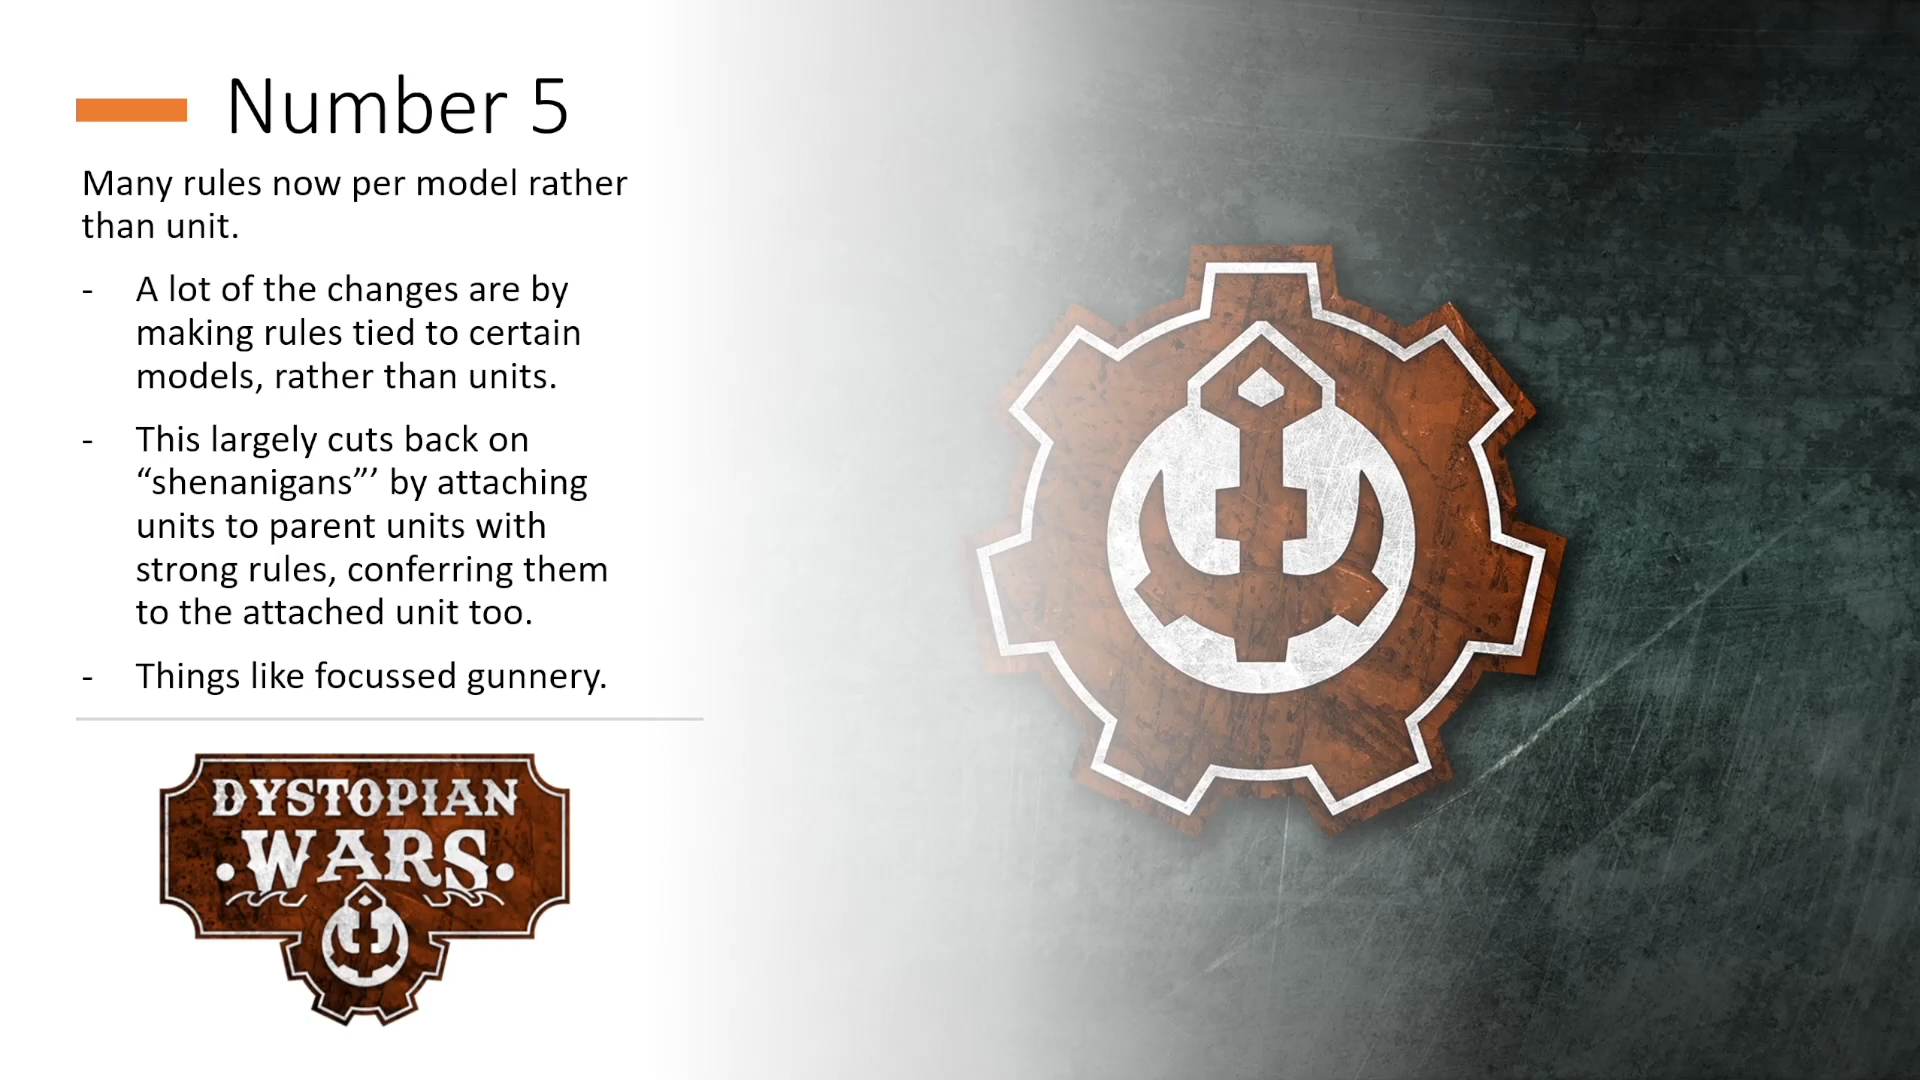 Number 5
Many rules now per model rather
than unit.
- A lot of the changes are by
making rules tied to certain
models, rather than units.
- This largely cuts back on
“shenanigans”’ by attaching
units to parent units with
strong rules, conferring them
to the attached unit too.
- Things like focussed gunnery.
DYSTOPIAN
·WARS·